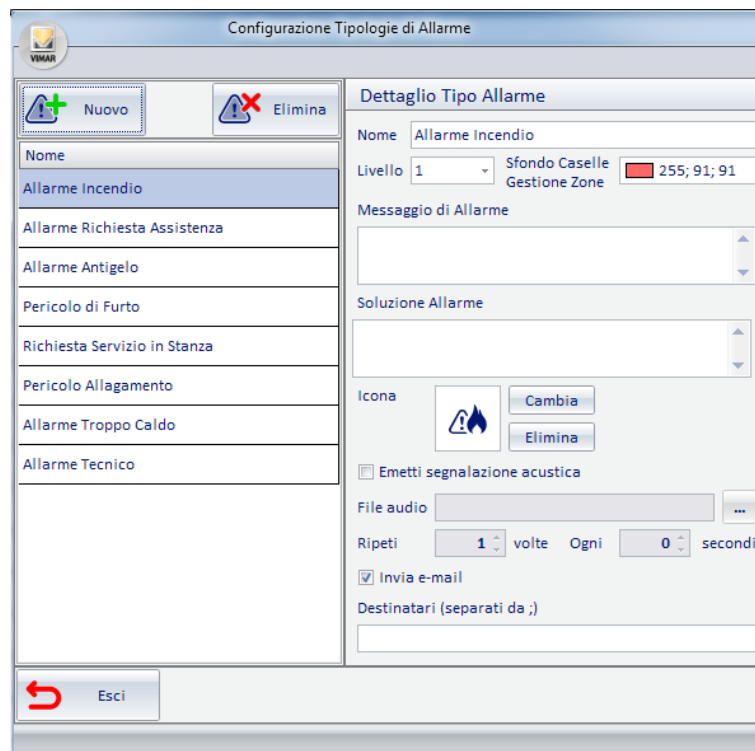 Configurazione Tipologie di Allarme
VIMAR
Nuovo
Elimina
Nome
Allarme Incendio
Allarme Richiesta Assistenza
Allarme Antigelo
Pericolo di Furto
Richiesta Servizio in Stanza
Pericolo Allagamento
Allarme Troppo Caldo
Allarme Tecnico
Dettaglio Tipo Allarme
Nome Allarme Incendio
Livello 1 Sfondo Caselle Gestione Zone 255; 91; 91
Messaggio di Allarme
Soluzione Allarme
Icona
Cambia
Elimina
Emetti segnalazione acustica
File audio ...
Ripeti 1 volte Ogni 0 secondi
Invia e-mail
Destinatari (separati da ;)
Esci